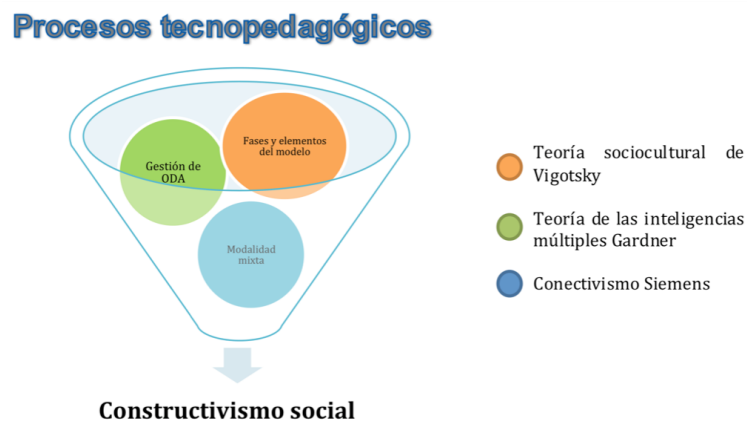 Procesos tecnopedagógicos
Fases y elementos
del modelo
Gestión de
ODA
Modalidad
mixta
Constructivismo social
Teoría sociocultural de
Vigotsky
Teoría de las inteligencias
múltiples Gardner
Conectivismo Siemens